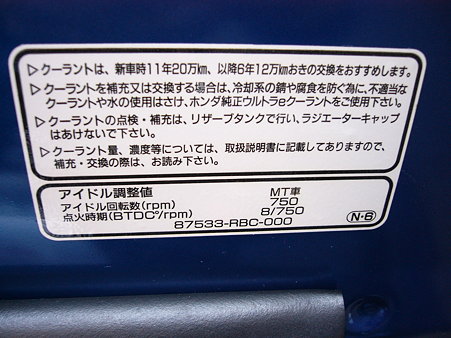 ▷クーラントは、新車時11年20万㎞、以降6年12万㎞おきの交換をおすすめします。
▷クーラントを補充又は交換する場合は、冷却系の錆や腐食を防ぐ為に、不適当な
クーラントや水の使用はさけ、ホンダ純正ウルトラeクーラントをご使用下さい。
▷クーラントの点検・補充は、リザーブタンクで行い、ラジエーターキャップ
はあけないで下さい。
▷クーラント量、濃度等については、取扱説明書に記載してありますので、
補充・交換の際は、お読み下さい。
アイドル調整値 MT車
アイドル回転数(rpm) 750
点火時期(BTDC°/rpm) 8/750
87533-RBC-000
N-6